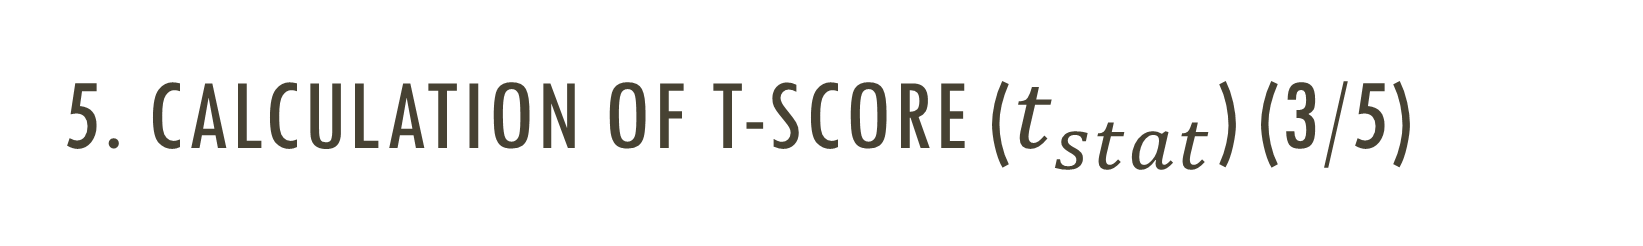 5. CALCULATION OF T-SCORE (t_stat) (3/5)